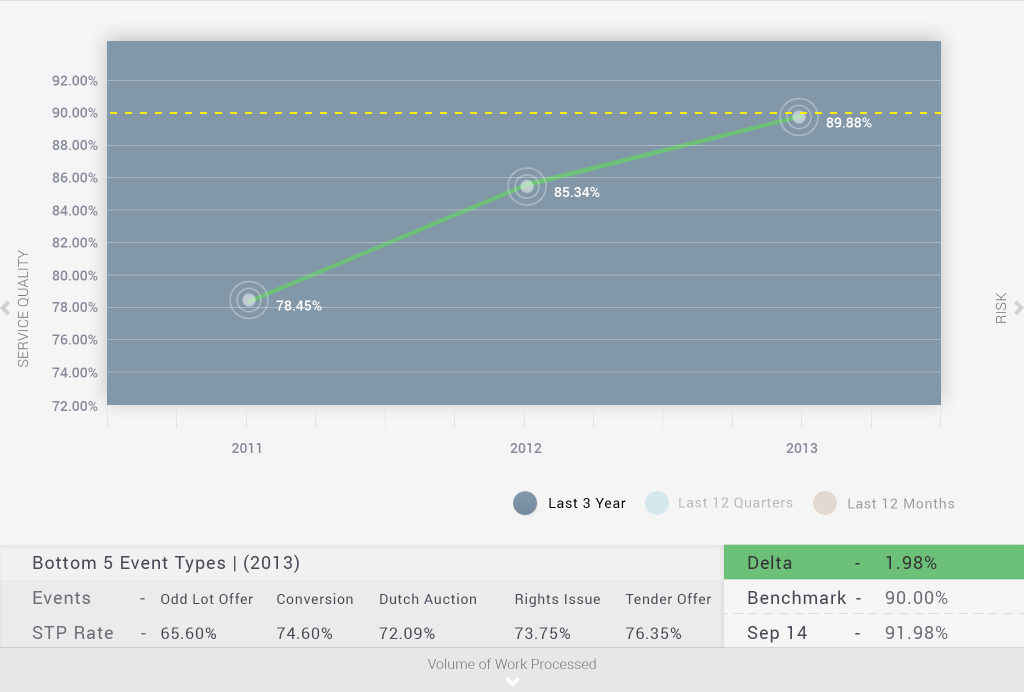 92.00%
90.00%
89.88%
88.00%
86.00%
85.34%
84.00%
82.00%
80.00%
78.00%
78.45%
76.00%
74.00%
72.00%
SERVICE QUALITY
RISK
2011 2012 2013
Last 3 Year Last 12 Quarters Last 12 Months
Bottom 5 Event Types | (2013)
Events - Odd Lot Offer Conversion Dutch Auction Rights Issue Tender Offer
STP Rate - 65.60% 74.60% 72.09% 73.75% 76.35%
Delta - 1.98%
Benchmark - 90.00%
Sep 14 - 91.98%
Volume of Work Processed